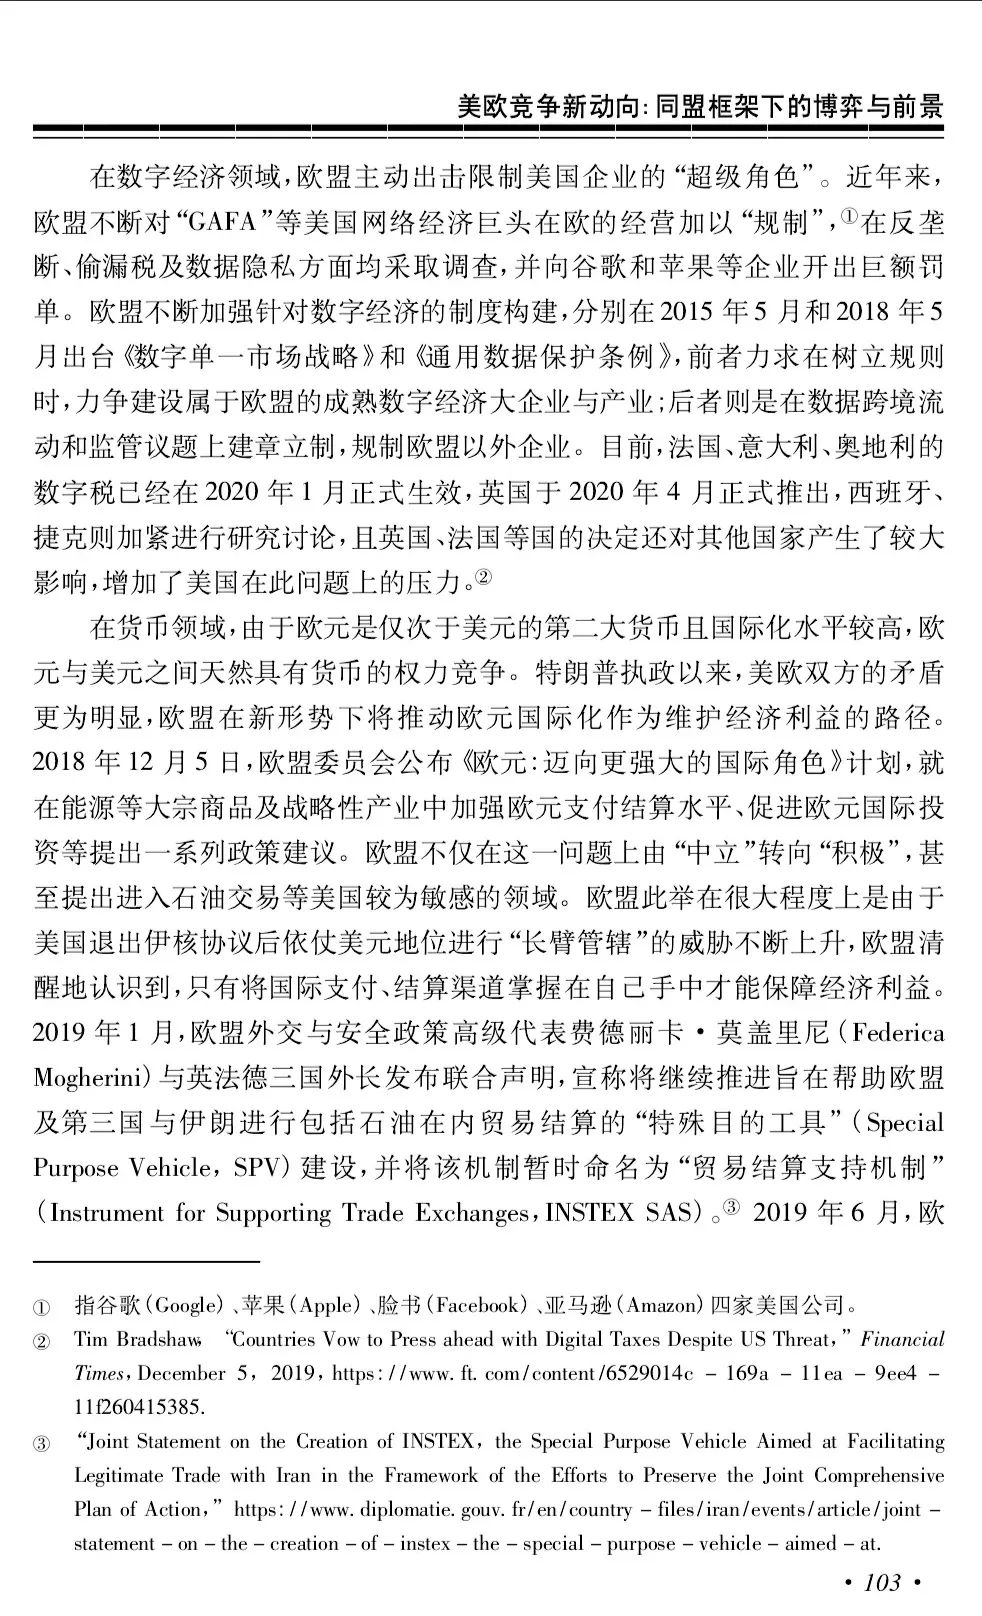 美欧竞争新动向:同盟框架下的博弈与前景
在数字经济领域,欧盟主动出击限制美国企业的“超级角色”。近年来,
欧盟不断对“GAFA”等美国网络经济巨头在欧的经营加以“规制”,①在反垄
断、偷漏税及数据隐私方面均采取调查,并向谷歌和苹果等企业开出巨额罚
单。欧盟不断加强针对数字经济的制度构建,分别在2015年5月和2018年5
月出台《数字单一市场战略》和《通用数据保护条例》,前者力求在树立规则
时,力争建设属于欧盟的成熟数字经济大企业与产业;后者则是在数据跨境流
动和监管议题上建章立制,规制欧盟以外企业。目前,法国、意大利、奥地利的
数字税已经在2020年1月正式生效,英国于2020年4月正式推出,西班牙、
捷克则加紧进行研究讨论,且英国、法国等国的决定还对其他国家产生了较大
影响,增加了美国在此问题上的压力。②
在货币领域,由于欧元是仅次于美元的第二大货币且国际化水平较高,欧
元与美元之间天然具有货币的权力竞争。特朗普执政以来,美欧双方的矛盾
更为明显,欧盟在新形势下将推动欧元国际化作为维护经济利益的路径。
2018年12月5日,欧盟委员会公布《欧元:迈向更强大的国际角色》计划,就
在能源等大宗商品及战略性产业中加强欧元支付结算水平、促进欧元国际投
资等提出一系列政策建议。欧盟不仅在这一问题上由“中立”转向“积极”,甚
至提出进入石油交易等美国较为敏感的领域。欧盟此举在很大程度上是由于
美国退出伊核协议后依仗美元地位进行“长臂管辖”的威胁不断上升,欧盟清
醒地认识到,只有将国际支付、结算渠道掌握在自己手中才能保障经济利益。
2019年1月,欧盟外交与安全政策高级代表费德丽卡·莫盖里尼(Federica
Mogherini)与英法德三国外长发布联合声明,宣称将继续推进旨在帮助欧盟
及第三国与伊朗进行包括石油在内贸易结算的“特殊目的工具”(Special
Purpose Vehicle, SPV)建设,并将该机制暂时命名为“贸易结算支持机制”
(Instrument for Supporting Trade Exchanges,INSTEX SAS)。③ 2019年6月,欧
① 指谷歌(Google)、苹果(Apple)、脸书(Facebook)、亚马逊(Amazon)四家美国公司。
② Tim Bradshaw, “Countries Vow to Press ahead with Digital Taxes Despite US Threat,” Financial
Times, December 5, 2019, https://www.ft.com/content/6529014c-169a-11ea-9ee4-
11f260415385.
③ “Joint Statement on the Creation of INSTEX, the Special Purpose Vehicle Aimed at Facilitating
Legitimate Trade with Iran in the Framework of the Efforts to Preserve the Joint Comprehensive
Plan of Action,” https://www.diplomatie.gouv.fr/en/country-files/iran/events/article/joint-
statement-on-the-creation-of-instex-the-special-purpose-vehicle-aimed-at.
·103·